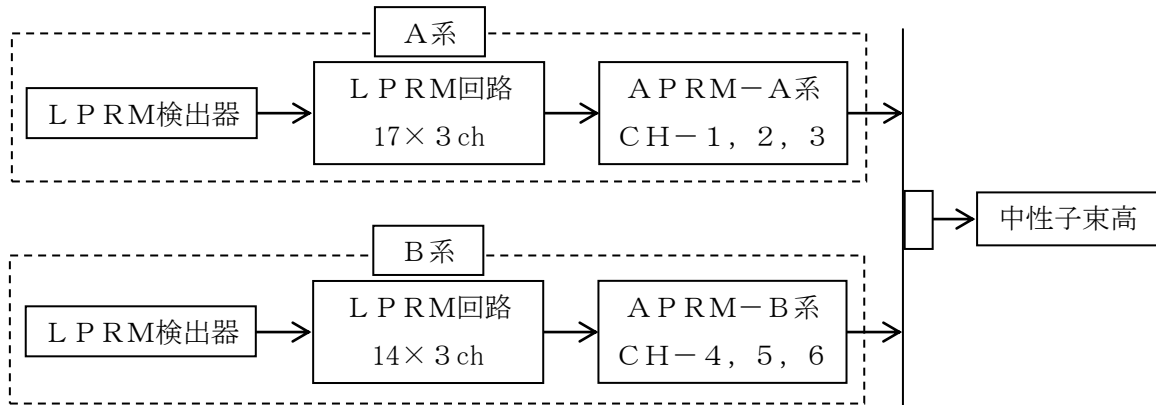 A系
LPRM検出器
LPRM回路
17×3ch
APRM-A系
CH-1,2,3
中性子束高
B系
LPRM検出器
LPRM回路
14×3ch
APRM-B系
CH-4,5,6